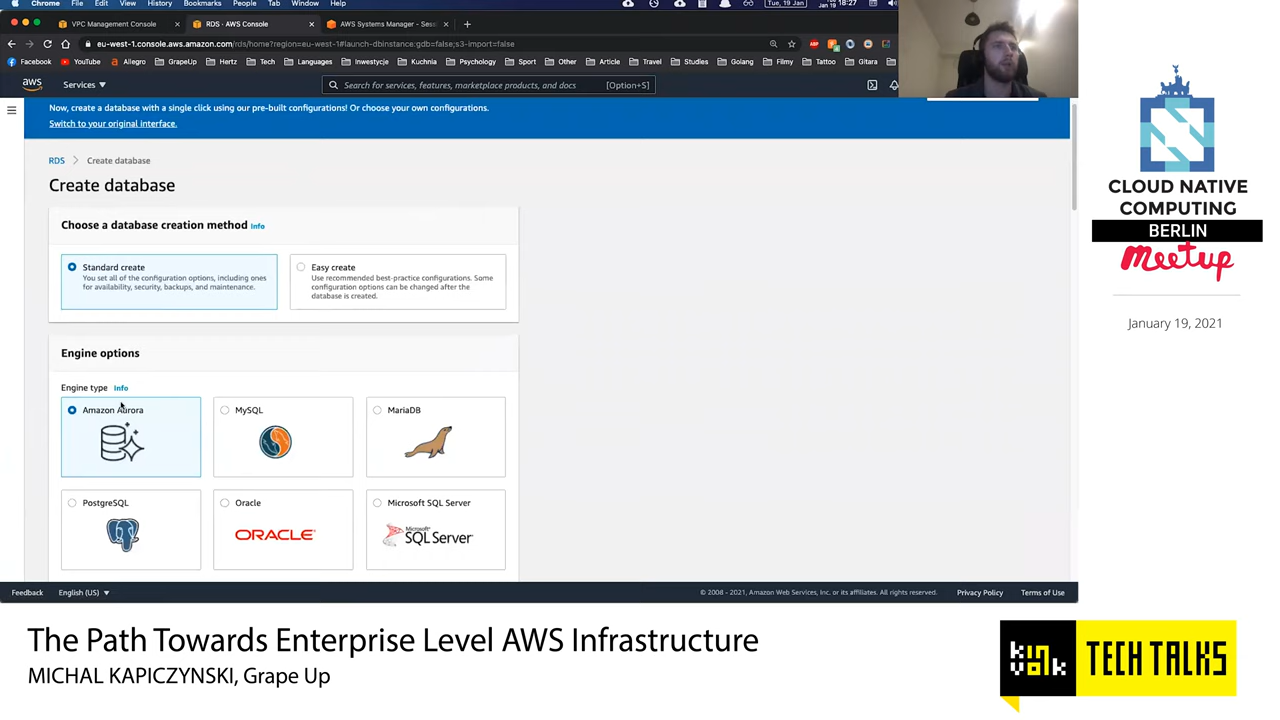 Chrome File Edit View History Bookmarks People Tab Window Help
Tue, 19 Jan
Jan 19 18:27
VPC Management Console
RDS · AWS Console
AWS Systems Manager - Sess
eu-west-1.console.aws.amazon.com/rds/home?region=eu-west-1#launch-dbinstance:gdb=false;s3-import=false
ABP
Facebook YouTube Allegro GrapeUp Hertz Tech Languages Inwestycje Kuchnia Psychology Sport Other Article Travel Studies Golang Filmy Tattoo Gitara
aws
Services
Search for services, features, marketplace products, and docs
[Option+S]
Now, create a database with a single click using our pre-built configurations! Or choose your own configurations.
Switch to your original interface.
RDS
Create database
Create database
Choose a database creation method Info
Standard create
You set all of the configuration options, including ones
for availability, security, backups, and maintenance.
Easy create
Use recommended best-practice configurations. Some
configuration options can be changed after the
database is created.
Engine options
Engine type Info
Amazon Aurora
MySQL
MariaDB
PostgreSQL
Oracle
ORACLE
Microsoft SQL Server
Microsoft
SQL Server
Feedback
English (US)
© 2008 - 2021, Amazon Web Services, Inc. or its affiliates. All rights reserved.
Privacy Policy
Terms of Use
CLOUD NATIVE
COMPUTING
BERLIN
Meetup
January 19, 2021
The Path Towards Enterprise Level AWS Infrastructure
MICHAL KAPICZYNSKI, Grape Up
kinvolk
TECH TALKS